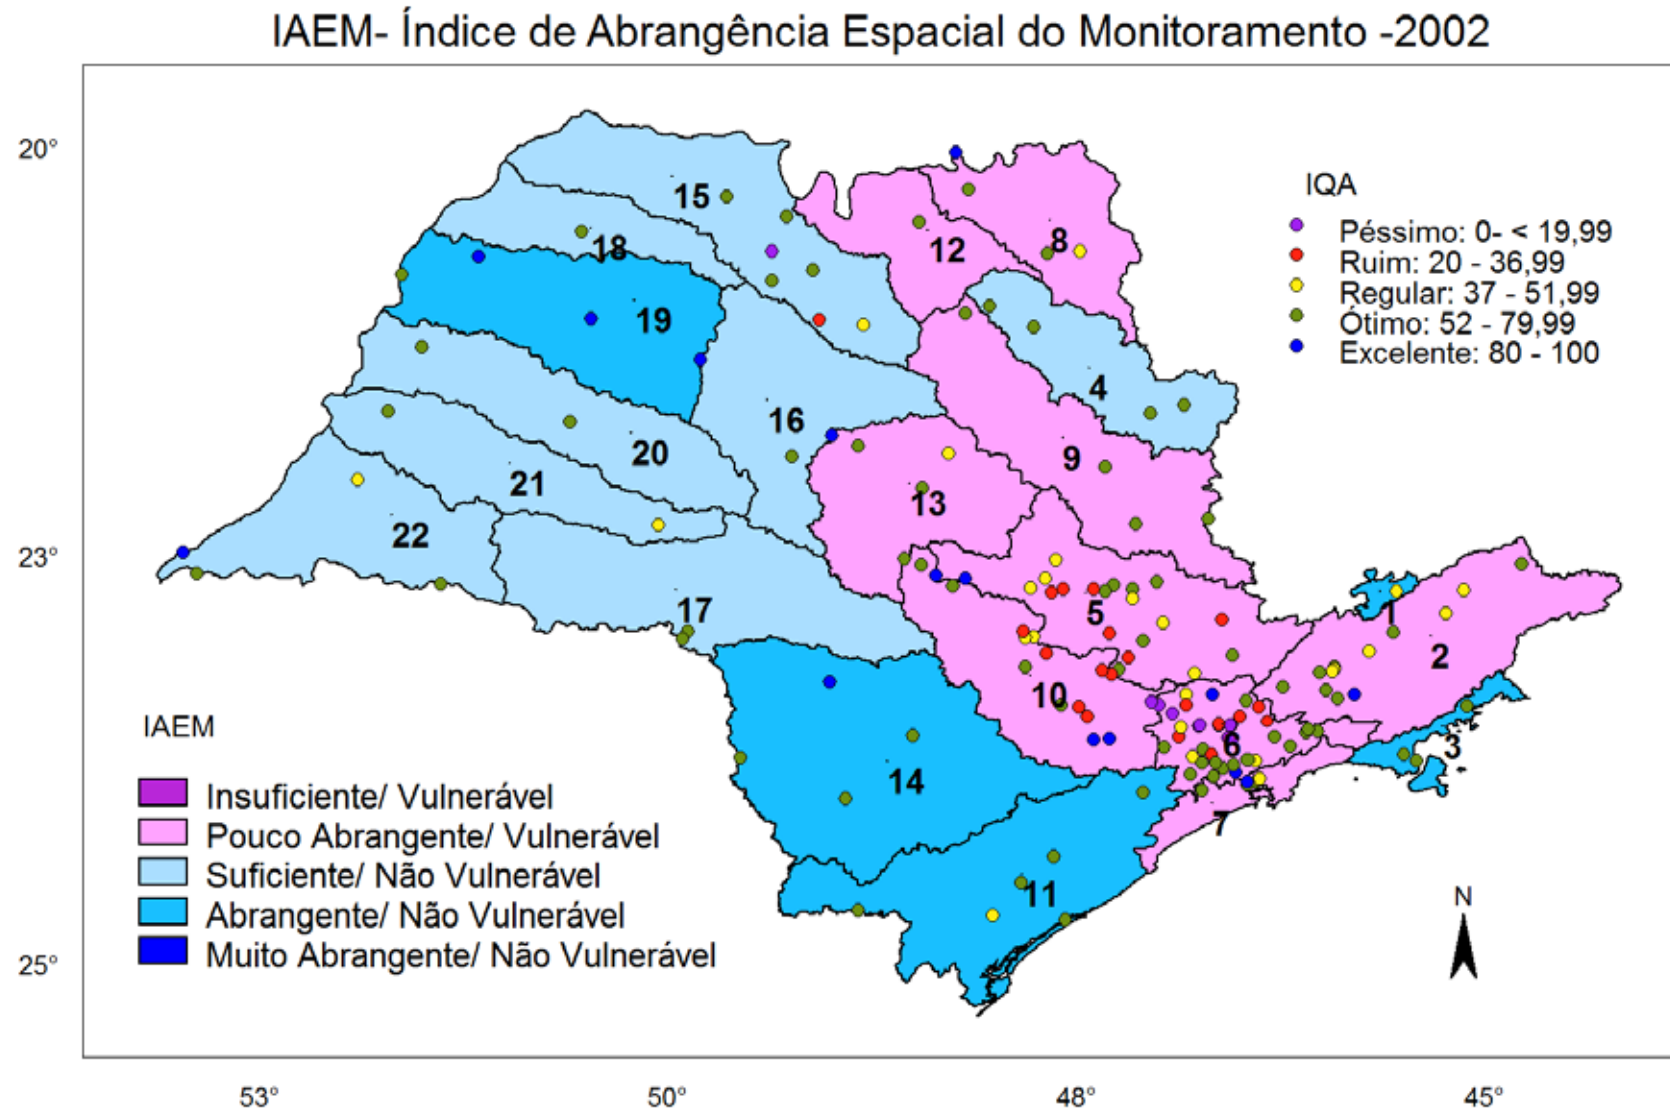 IAEM- Índice de Abrangência Espacial do Monitoramento -2002
20°
23°
25°
53°
50°
48°
45°
IQA
Péssimo: 0- < 19,99
Ruim: 20 - 36,99
Regular: 37 - 51,99
Ótimo: 52 - 79,99
Excelente: 80 - 100
15
18
12
8
19
4
16
9
20
21
13
22
17
5
1
2
10
6
3
14
7
11
IAEM
Insuficiente/ Vulnerável
Pouco Abrangente/ Vulnerável
Suficiente/ Não Vulnerável
Abrangente/ Não Vulnerável
Muito Abrangente/ Não Vulnerável
N